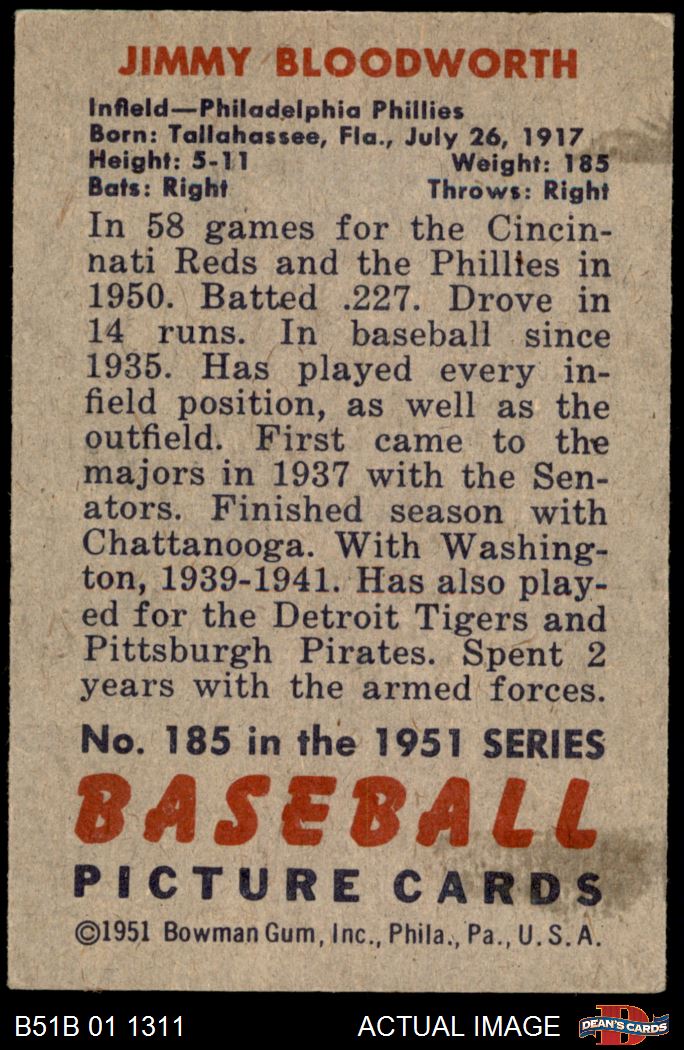 JIMMY BLOODWORTH
Infield—Philadelphia Phillies
Born: Tallahassee, Fla., July 26, 1917
Height: 5-11 Weight: 185
Bats: Right Throws: Right
In 58 games for the Cincin-
nati Reds and the Phillies in
1950. Batted .227. Drove in
14 runs. In baseball since
1935. Has played every in-
field position, as well as the
outfield. First came to the
majors in 1937 with the Sen-
ators. Finished season with
Chattanooga. With Washing-
ton, 1939-1941. Has also play-
ed for the Detroit Tigers and
Pittsburgh Pirates. Spent 2
years with the armed forces.
No. 185 in the 1951 SERIES
BASEBALL
PICTURE CARDS
©1951 Bowman Gum, Inc., Phila., Pa., U.S.A.
B51B 01 1311 ACTUAL IMAGE D DEAN'S CARDS